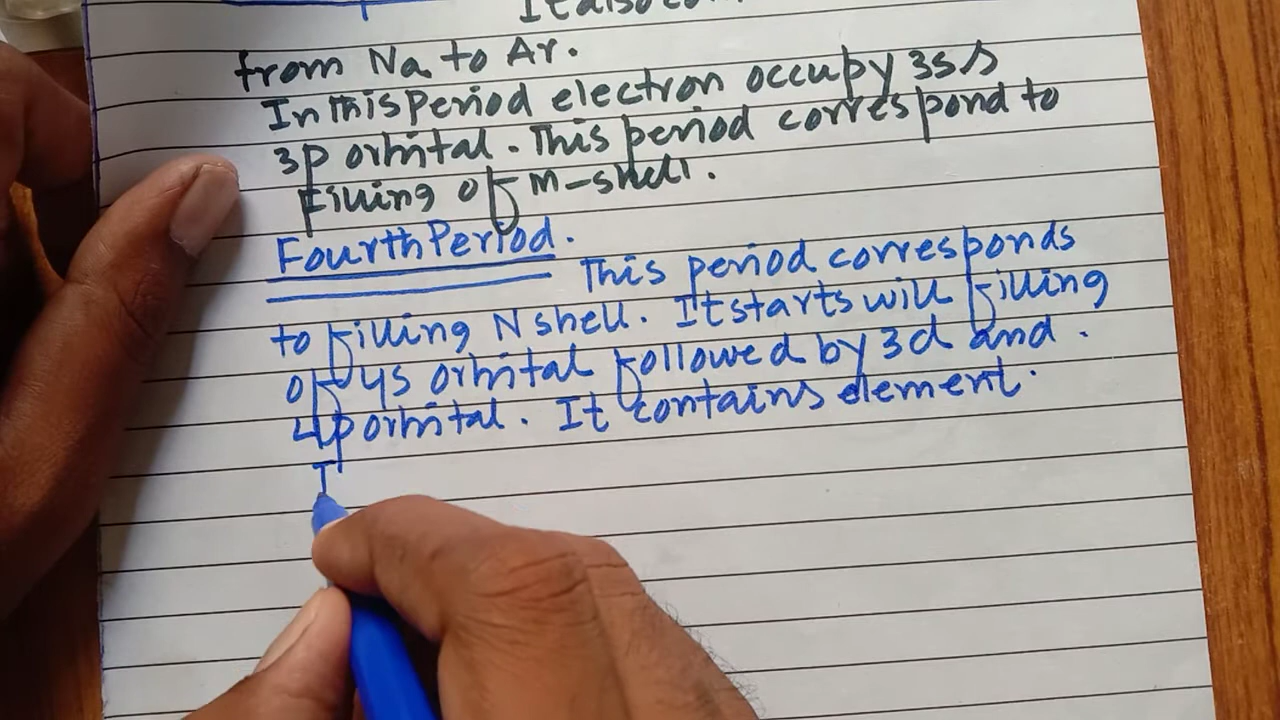 It also
from Na to Ar.
In this Period electron occupy 3s &
3p orbital. This period correspond to
Filling of M-shell.
Fourth Period.
This period corresponds
to filling N shell. It starts will filling
of 4s orbital followed by 3d and.
4p orbital. It contains element.